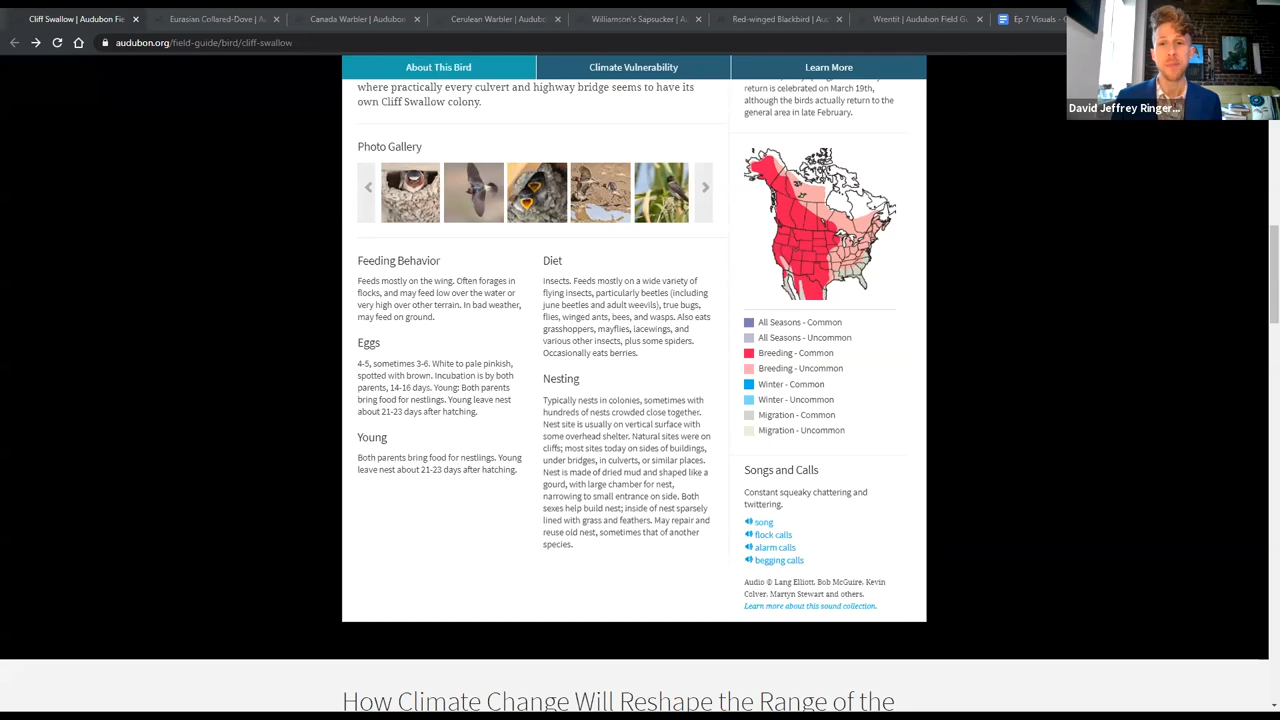 Cliff Swallow | Audubon Fie
Eurasian Collared-Dove | A
Canada Warbler | Audubon
Cerulean Warbler | Audubo
Williamson's Sapsucker | A
Red-winged Blackbird | Aud
Wrentit | Audubon Field G
Ep 7 Visuals - G
audubon.org/field-guide/bird/cliff-swallow
David Jeffrey Ringer...
About This Bird
Climate Vulnerability
Learn More
where practically every culvert and highway bridge seems to have its
own Cliff Swallow colony.
Photo Gallery
Feeding Behavior
Feeds mostly on the wing. Often forages in
flocks, and may feed low over the water or
very high over other terrain. In bad weather,
may feed on ground.
Eggs
4-5, sometimes 3-6. White to pale pinkish,
spotted with brown. Incubation is by both
parents, 14-16 days. Young: Both parents
bring food for nestlings. Young leave nest
about 21-23 days after hatching.
Young
Both parents bring food for nestlings. Young
leave nest about 21-23 days after hatching.
Diet
Insects. Feeds mostly on a wide variety of
flying insects, particularly beetles (including
june beetles and adult weevils), true bugs,
flies, winged ants, bees, and wasps. Also eats
grasshoppers, mayflies, lacewings, and
various other insects, plus some spiders.
Occasionally eats berries.
Nesting
Typically nests in colonies, sometimes with
hundreds of nests crowded close together.
Nest site is usually on vertical surface with
some overhead shelter. Natural sites were on
cliffs; most sites today on sides of buildings,
under bridges, in culverts, or similar places.
Nest is made of dried mud and shaped like a
gourd, with large chamber for nest,
narrowing to small entrance on side. Both
sexes help build nest; inside of nest sparsely
lined with grass and feathers. May repair and
reuse old nest, sometimes that of another
species.
return is celebrated on March 19th,
although the birds actually return to the
general area in late February.
All Seasons - Common
All Seasons - Uncommon
Breeding - Common
Breeding - Uncommon
Winter - Common
Winter - Uncommon
Migration - Common
Migration - Uncommon
Songs and Calls
Constant squeaky chattering and
twittering.
song
flock calls
alarm calls
begging calls
Audio © Lang Elliott, Bob McGuire, Kevin
Colver, Martyn Stewart and others.
Learn more about this sound collection.
How Climate Change Will Reshape the Range of the